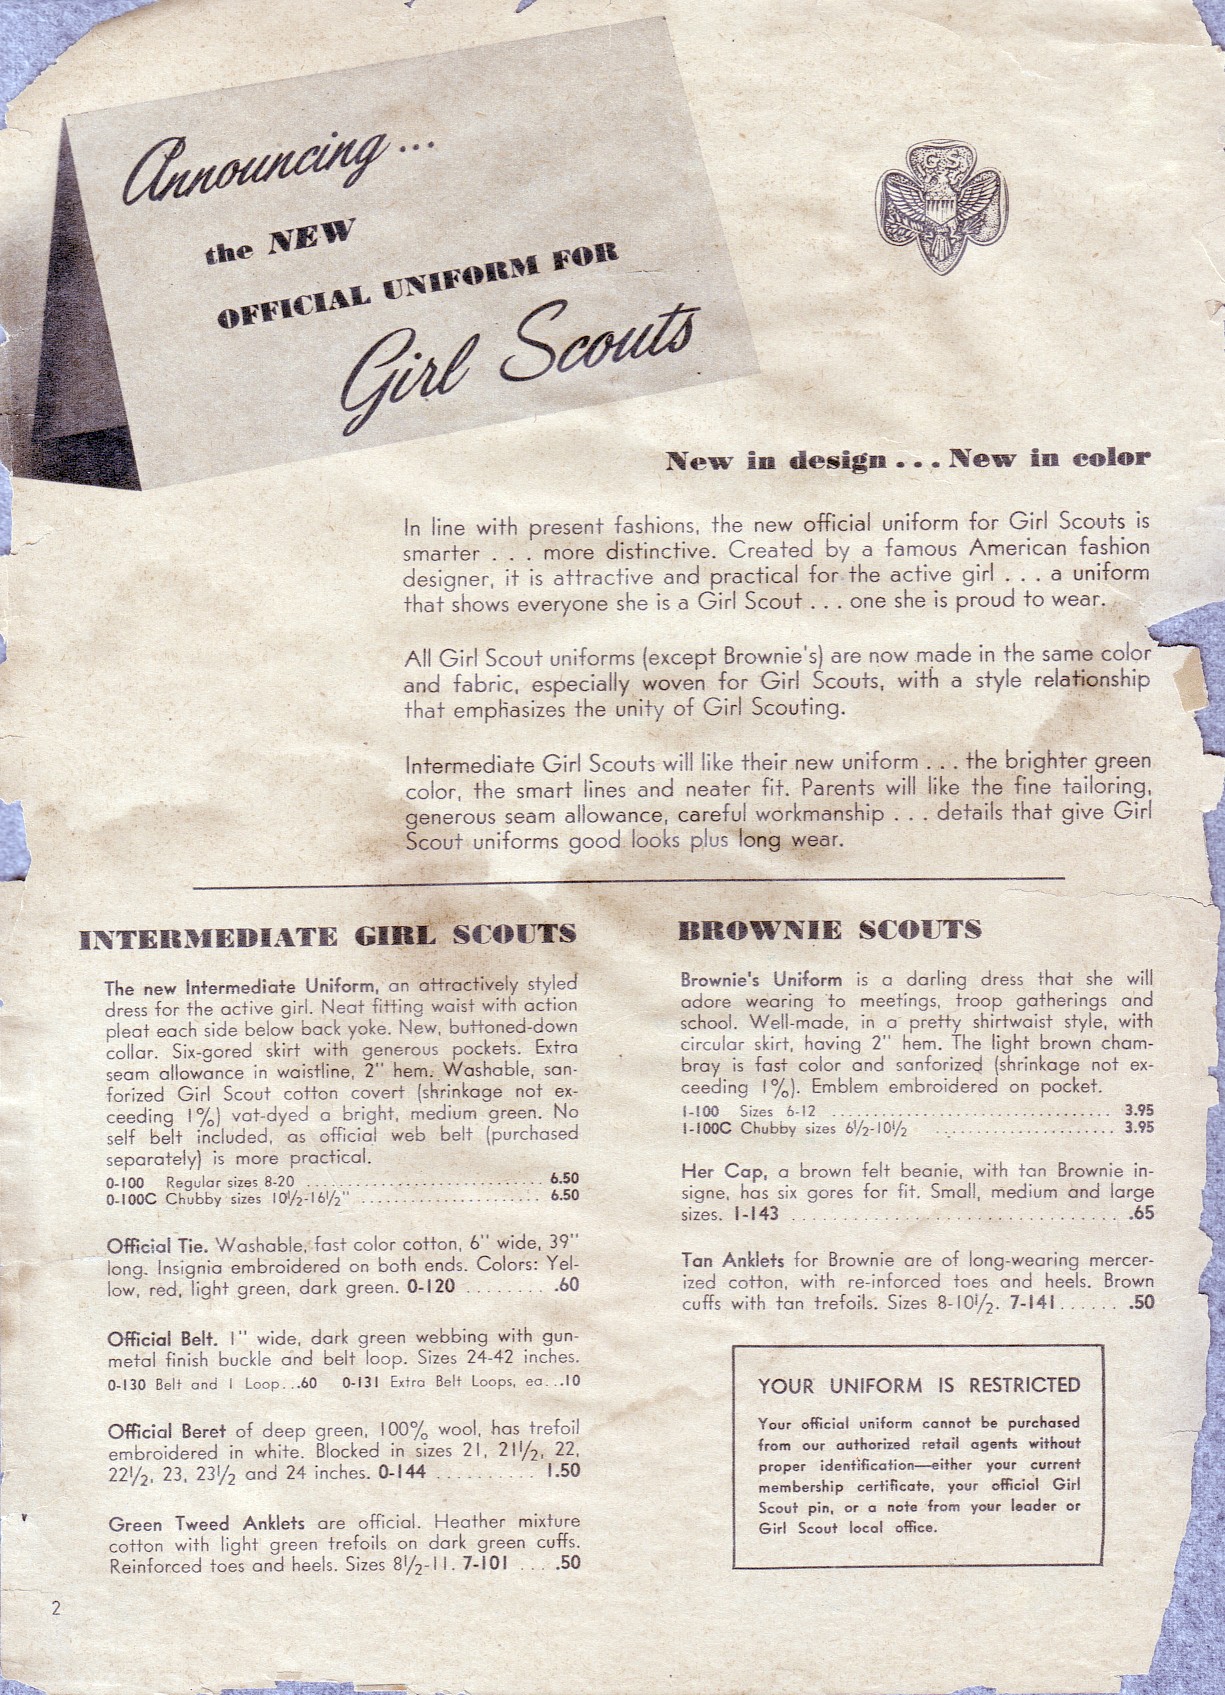 Announcing...
the NEW
OFFICIAL UNIFORM FOR
Girl Scouts
GS
New in design... New in color
In line with present fashions, the new official uniform for Girl Scouts is
smarter . . . more distinctive. Created by a famous American fashion
designer, it is attractive and practical for the active girl . . . a uniform
that shows everyone she is a Girl Scout . . . one she is proud to wear.
All Girl Scout uniforms (except Brownie's) are now made in the same color
and fabric, especially woven for Girl Scouts, with a style relationship
that emphasizes the unity of Girl Scouting.
Intermediate Girl Scouts will like their new uniform . . . the brighter green
color, the smart lines and neater fit. Parents will like the fine tailoring,
generous seam allowance, careful workmanship . . . details that give Girl
Scout uniforms good looks plus long wear.
INTERMEDIATE GIRL SCOUTS
The new Intermediate Uniform, an attractively styled
dress for the active girl. Neat fitting waist with action
pleat each side below back yoke. New, buttoned-down
collar. Six-gored skirt with generous pockets. Extra
seam allowance in waistline, 2" hem. Washable, san-
forized Girl Scout cotton covert (shrinkage not ex-
ceeding 1%) vat-dyed a bright, medium green. No
self belt included, as official web belt (purchased
separately) is more practical.
0-100 Regular sizes 8-20 .............................. 6.50
0-100C Chubby sizes 10½-16½" ........................ 6.50
Official Tie. Washable, fast color cotton, 6" wide, 39"
long. Insignia embroidered on both ends. Colors: Yel-
low, red, light green, dark green. 0-120 ........ .60
Official Belt. 1" wide, dark green webbing with gun-
metal finish buckle and belt loop. Sizes 24-42 inches.
0-130 Belt and 1 Loop...60 0-131 Extra Belt Loops, ea...10
Official Beret of deep green, 100% wool, has trefoil
embroidered in white. Blocked in sizes 21, 21½, 22,
22½, 23, 23½ and 24 inches. 0-144 .......... 1.50
Green Tweed Anklets are official. Heather mixture
cotton with light green trefoils on dark green cuffs.
Reinforced toes and heels. Sizes 8½-11. 7-101 .... .50
2
BROWNIE SCOUTS
Brownie's Uniform is a darling dress that she will
adore wearing to meetings, troop gatherings and
school. Well-made, in a pretty shirtwaist style, with
circular skirt, having 2" hem. The light brown cham-
bray is fast color and sanforized (shrinkage not ex-
ceeding 1%). Emblem embroidered on pocket.
1-100 Sizes 6-12 .................................... 3.95
1-100C Chubby sizes 6½-10½ ....................... 3.95
Her Cap, a brown felt beanie, with tan Brownie in-
signe, has six gores for fit. Small, medium and large
sizes. 1-143 .................................. .65
Tan Anklets for Brownie are of long-wearing mercer-
ized cotton, with re-inforced toes and heels. Brown
cuffs with tan trefoils. Sizes 8-10½. 7-141...... .50
YOUR UNIFORM IS RESTRICTED
Your official uniform cannot be purchased
from our authorized retail agents without
proper identification—either your current
membership certificate, your official Girl
Scout pin, or a note from your leader or
Girl Scout local office.